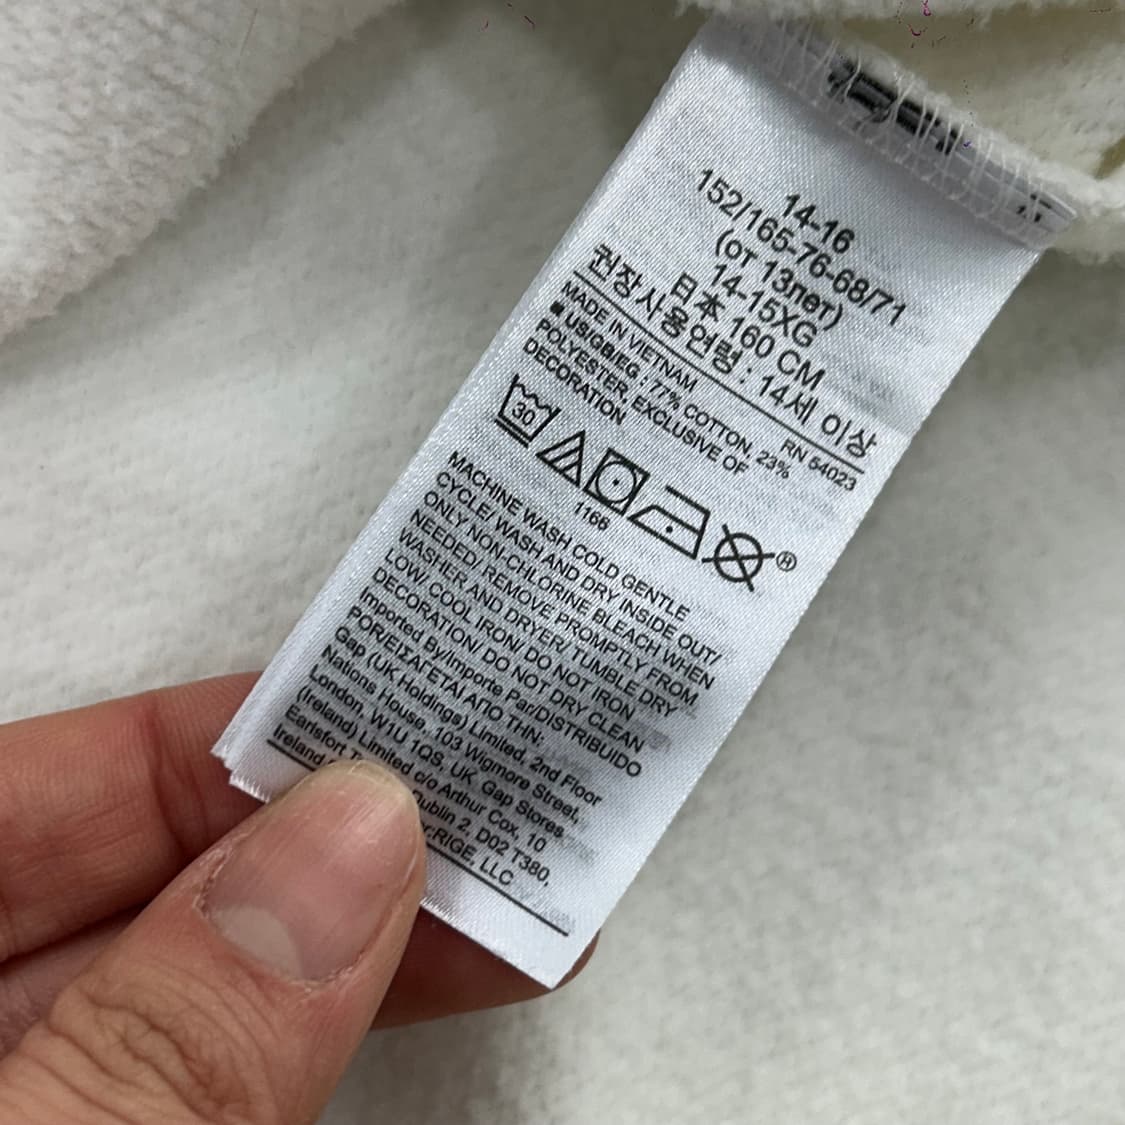 14-16
152/165-76-68/71
(от 13лет)
14-15XG
日本 160 CM
권장사용연령 : 14세 이상
MADE IN VIETNAM RN 54023
US/GB/EG : 77% COTTON, 23%
POLYESTER, EXCLUSIVE OF
DECORATION
30
1166
MACHINE WASH COLD GENTLE
CYCLE/ WASH AND DRY INSIDE OUT/
ONLY NON-CHLORINE BLEACH WHEN
NEEDED/ REMOVE PROMPTLY FROM
WASHER AND DRYER/ TUMBLE DRY
LOW/ COOL IRON/ DO NOT IRON
DECORATION/ DO NOT DRY CLEAN
Imported By/Importe Par/DISTRIBUIDO
POR/ΕΙΣΑΓΕΤΑΙ ΑΠΟ ΤΗΝ:
Gap (UK Holdings) Limited, 2nd Floor
Nations House, 103 Wigmore Street,
London, W1U 1QS, UK Gap Stores
(Ireland) Limited c/o Arthur Cox, 10
Earlsfort Dublin 2, D02 T380,
Ireland LLC